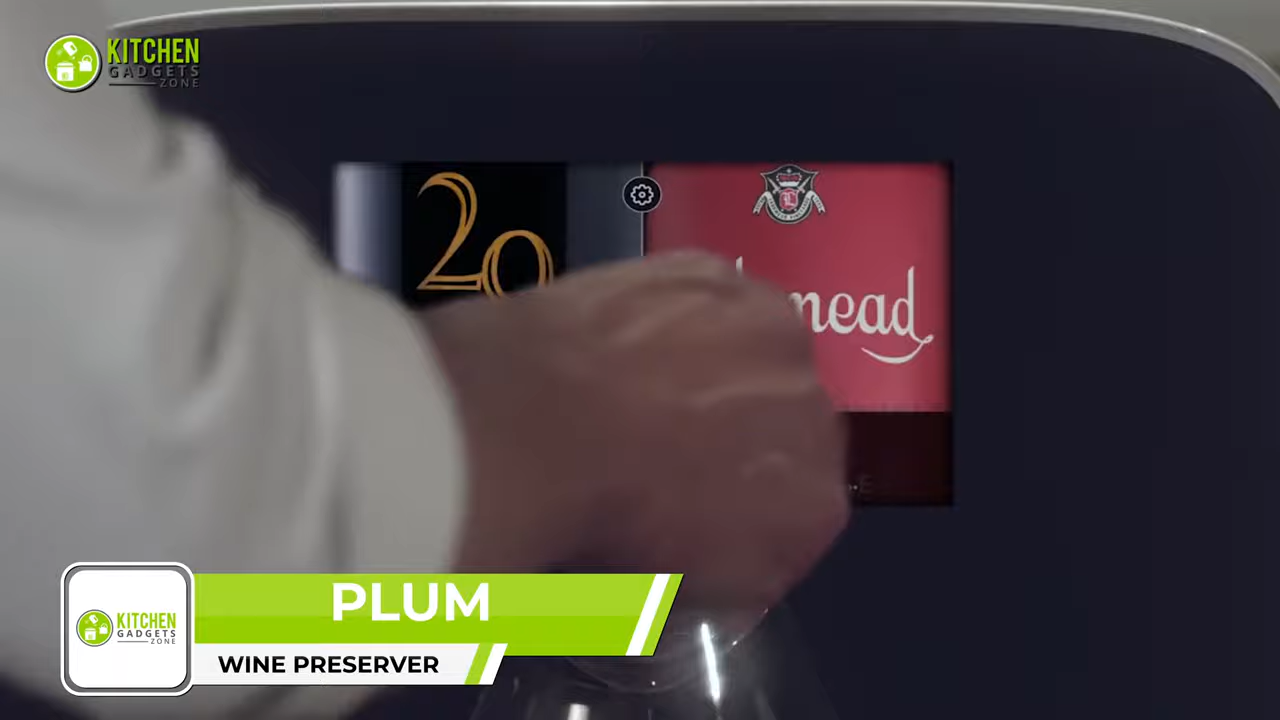 KITCHEN
GADGETS
ZONE
20
mead
KITCHEN
GADGETS
ZONE
PLUM
WINE PRESERVER